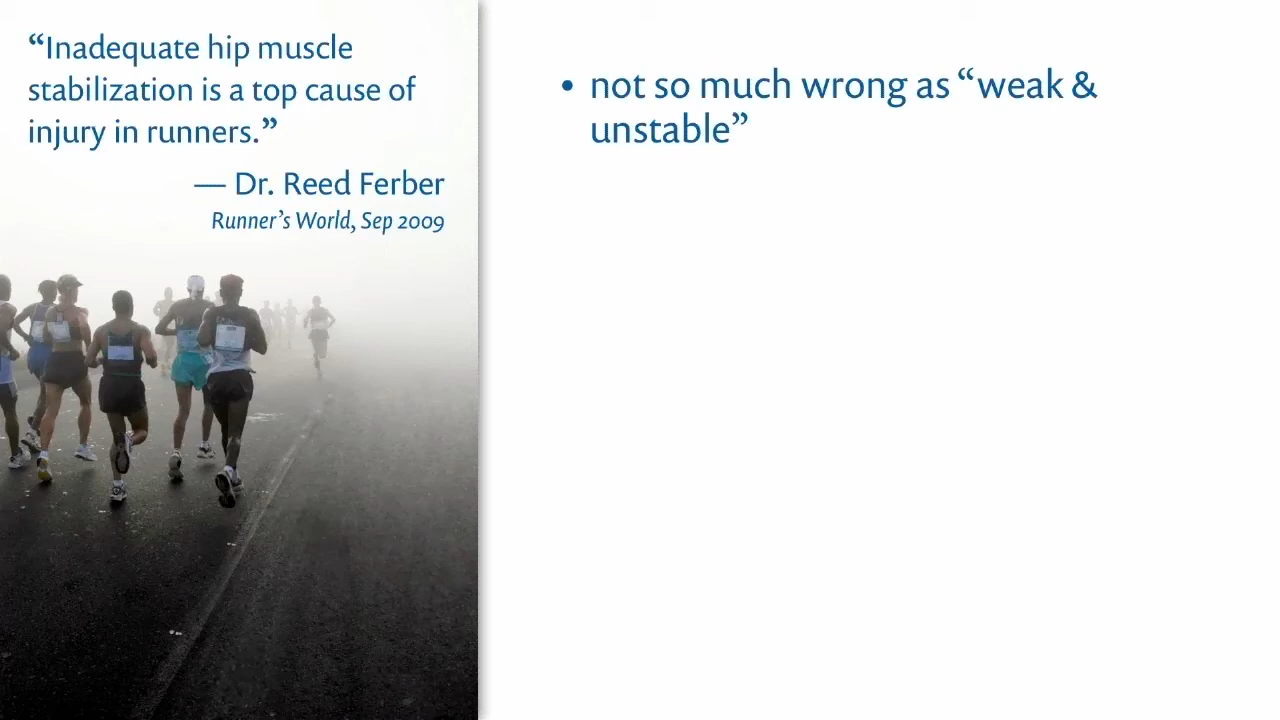 “Inadequate hip muscle
stabilization is a top cause of
injury in runners.”
— Dr. Reed Ferber
Runner’s World, Sep 2009
• not so much wrong as “weak &
unstable”